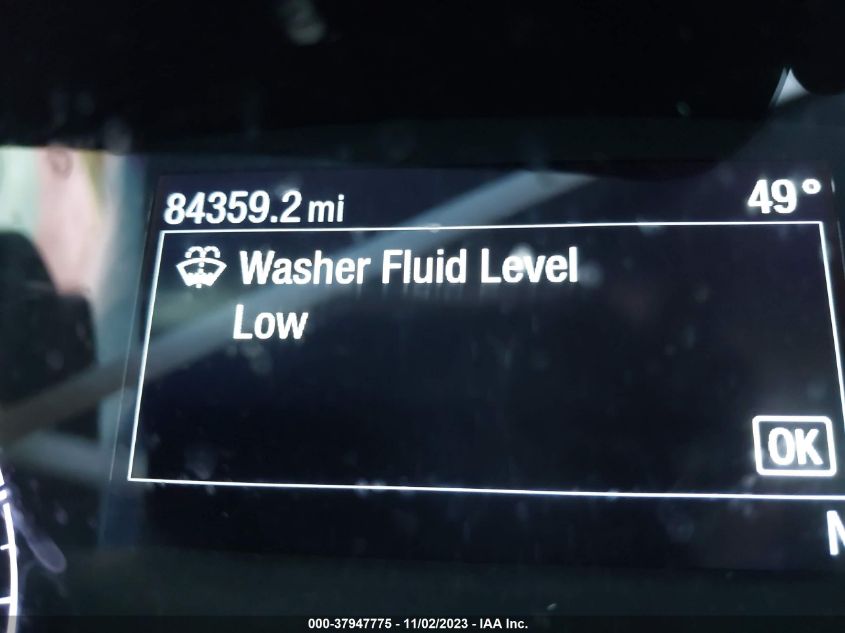 84359.2 mi 49°
Washer Fluid Level
Low
OK
N
000-37947775 - 11/02/2023 - IAA Inc.